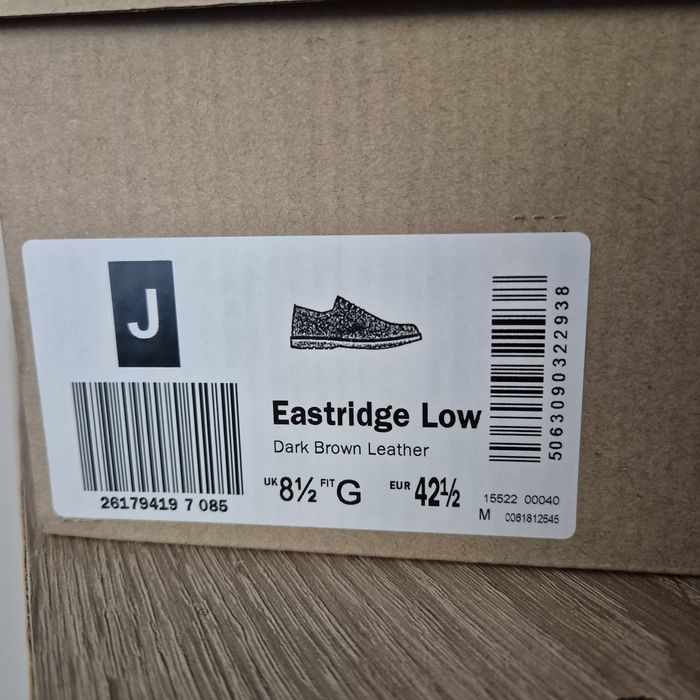 J
26179419 7 085
Eastridge Low
Dark Brown Leather
UK 8½ FIT G EUR 42½
15522 00040
M 0081812545
5063090322938